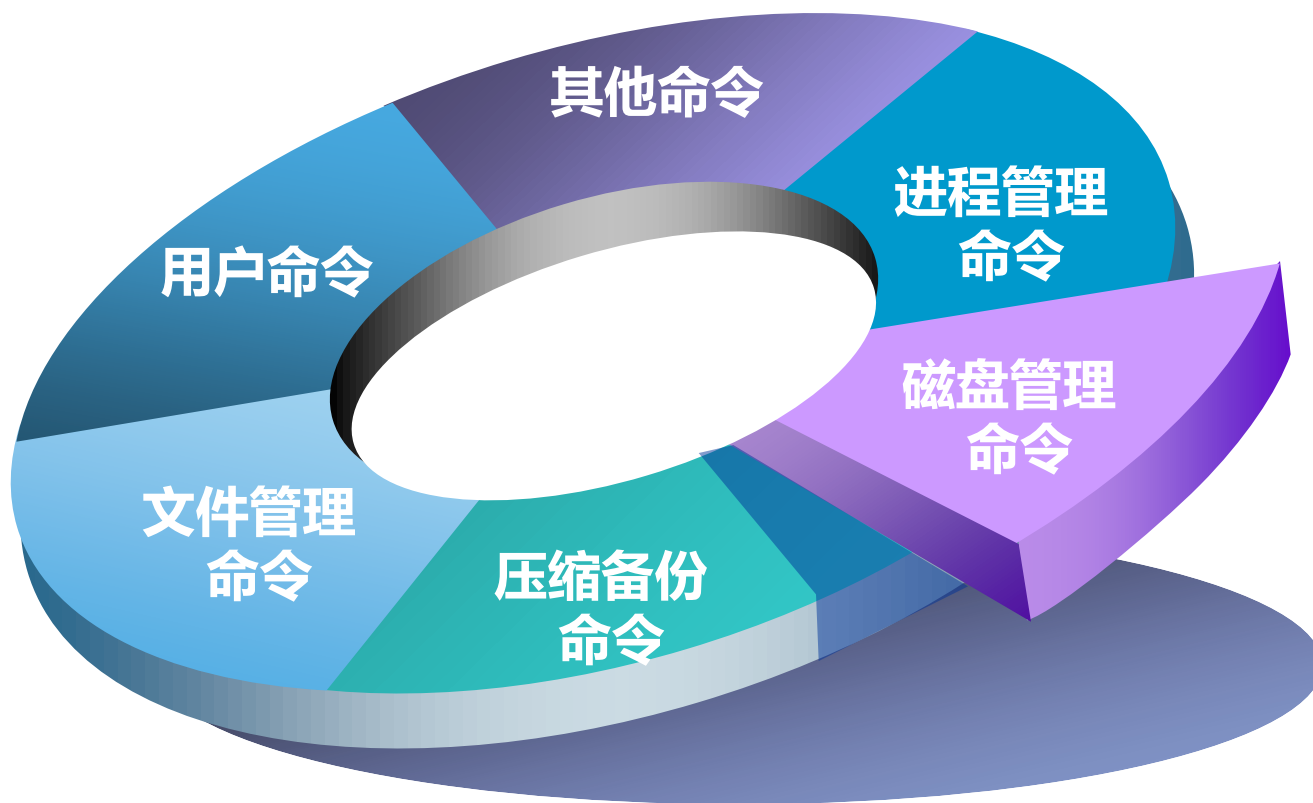 其他命令
进程管理
命令
用户命令
磁盘管理
命令
文件管理
命令
压缩备份
命令